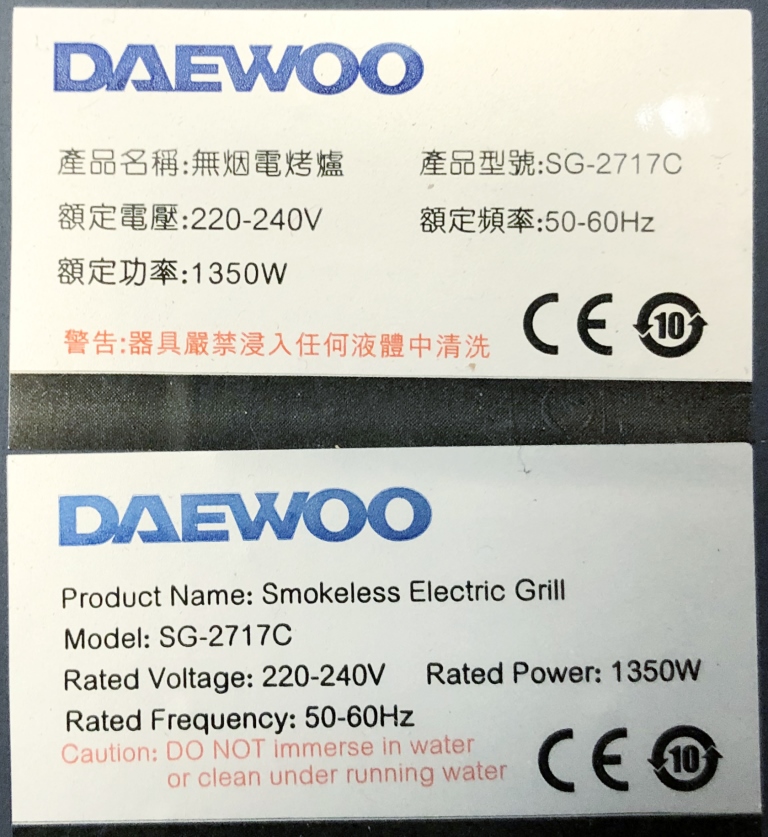 DAEWOO
產品名稱:無烟電烤爐 產品型號:SG-2717C
額定電壓:220-240V 額定頻率:50-60Hz
額定功率:1350W
警告:器具嚴禁浸入任何液體中清洗
CE 10
DAEWOO
Product Name: Smokeless Electric Grill
Model: SG-2717C
Rated Voltage: 220-240V Rated Power: 1350W
Rated Frequency: 50-60Hz
Caution: DO NOT immerse in water
or clean under running water
CE 10